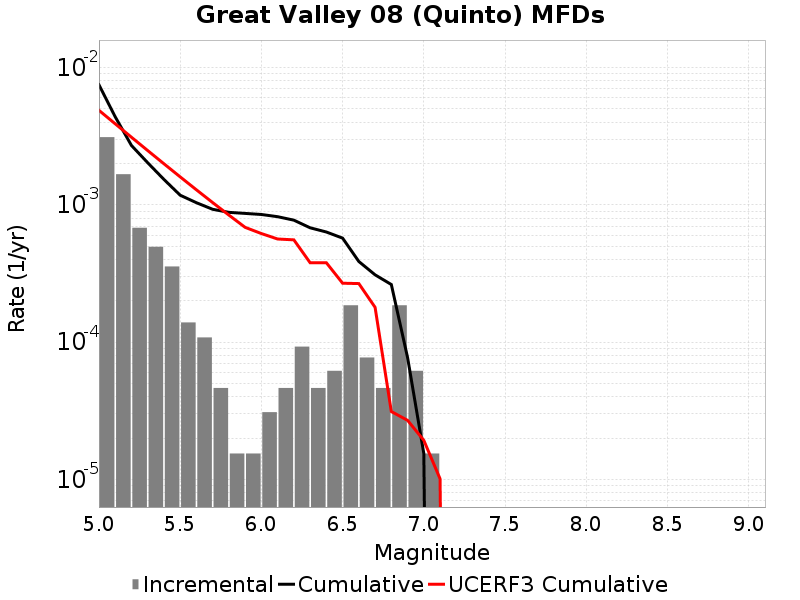 Great Valley 08 (Quinto) MFDs
10-2
10-3
10-4
10-5
Rate (1/yr)
5.0 5.5 6.0 6.5 7.0 7.5 8.0 8.5 9.0
Magnitude
Incremental Cumulative UCERF3 Cumulative